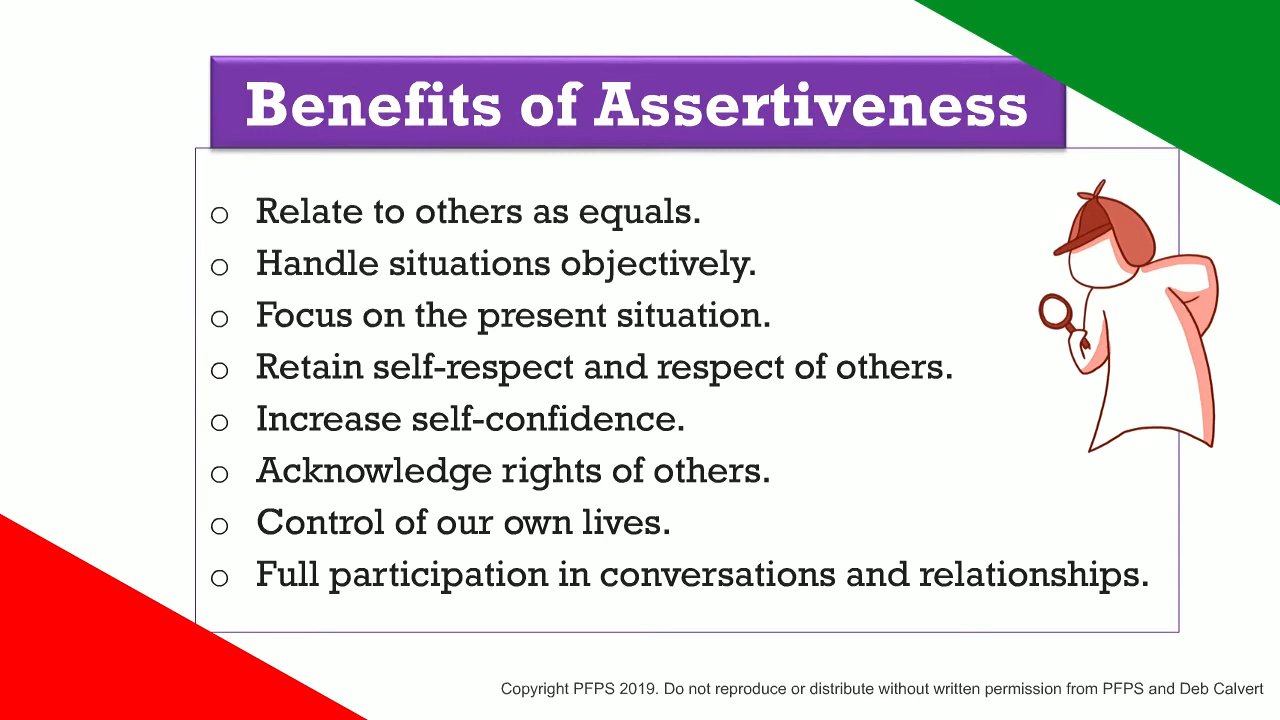 Benefits of Assertiveness
o Relate to others as equals.
o Handle situations objectively.
o Focus on the present situation.
o Retain self-respect and respect of others.
o Increase self-confidence.
o Acknowledge rights of others.
o Control of our own lives.
o Full participation in conversations and relationships.
Copyright PFPS 2019. Do not reproduce or distribute without written permission from PFPS and Deb Calvert